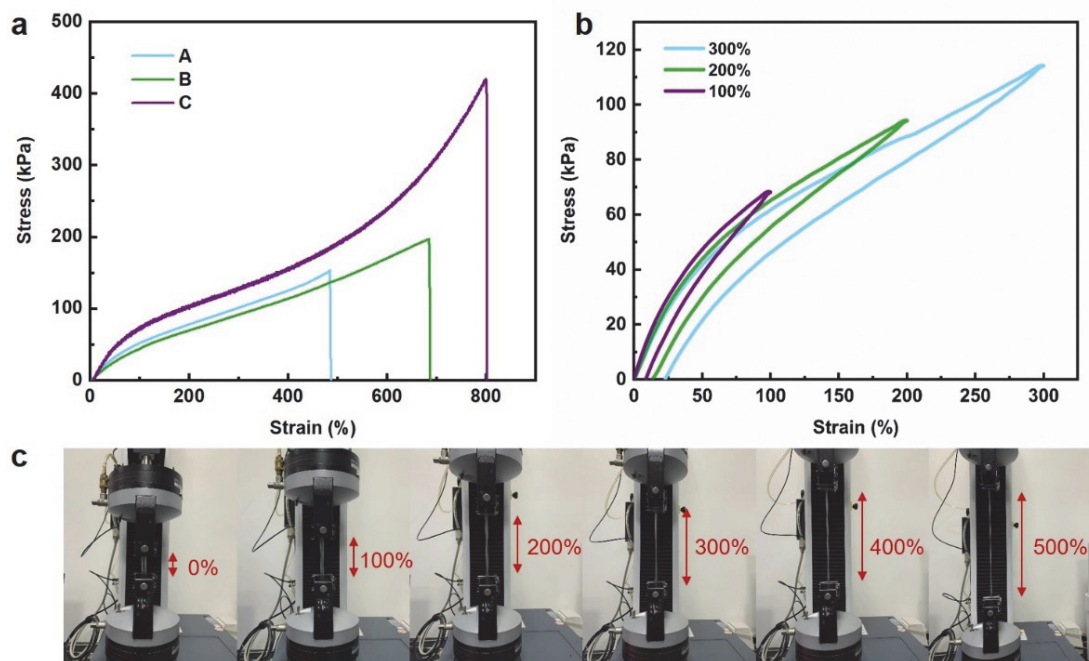 a
500
400
300
200
100
0
Stress (kPa)
A
B
C
0 200 400 600 800
Strain (%)
b
120
100
80
60
40
20
0
Stress (kPa)
300%
200%
100%
0 50 100 150 200 250 300
Strain (%)
c
0% 100% 200% 300% 400% 500%